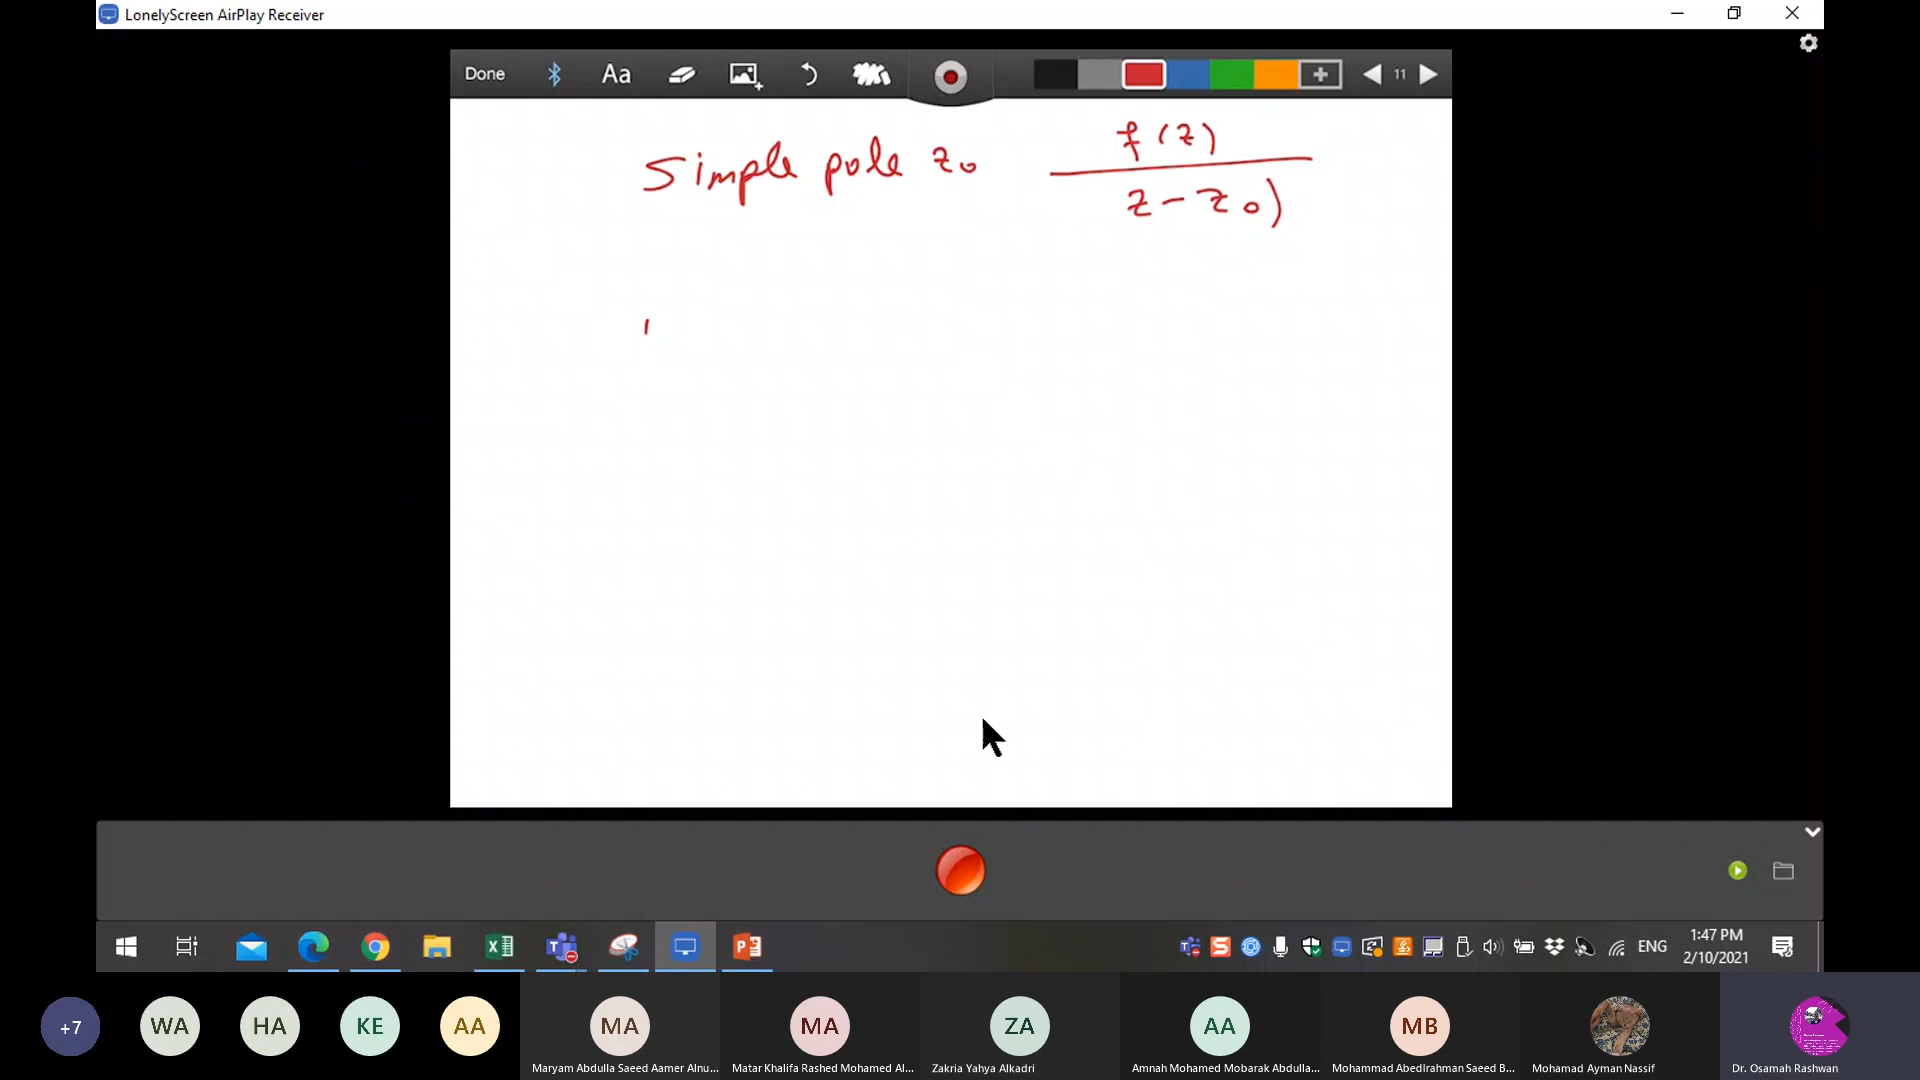 LonelyScreen AirPlay Receiver
Done
Aa
11
Simple pole z₀
f(z)
z - z₀)
ENG
1:47 PM
2/10/2021
+7
WA
HA
KE
AA
MA
MA
ZA
AA
MB
Maryam Abdulla Saeed Aamer Alnu...
Matar Khalifa Rashed Mohamed Al...
Zakria Yahya Alkadri
Amnah Mohamed Mobarak Abdulla...
Mohammad Abedlrahman Saeed B...
Mohamad Ayman Nassif
Dr. Osamah Rashwan